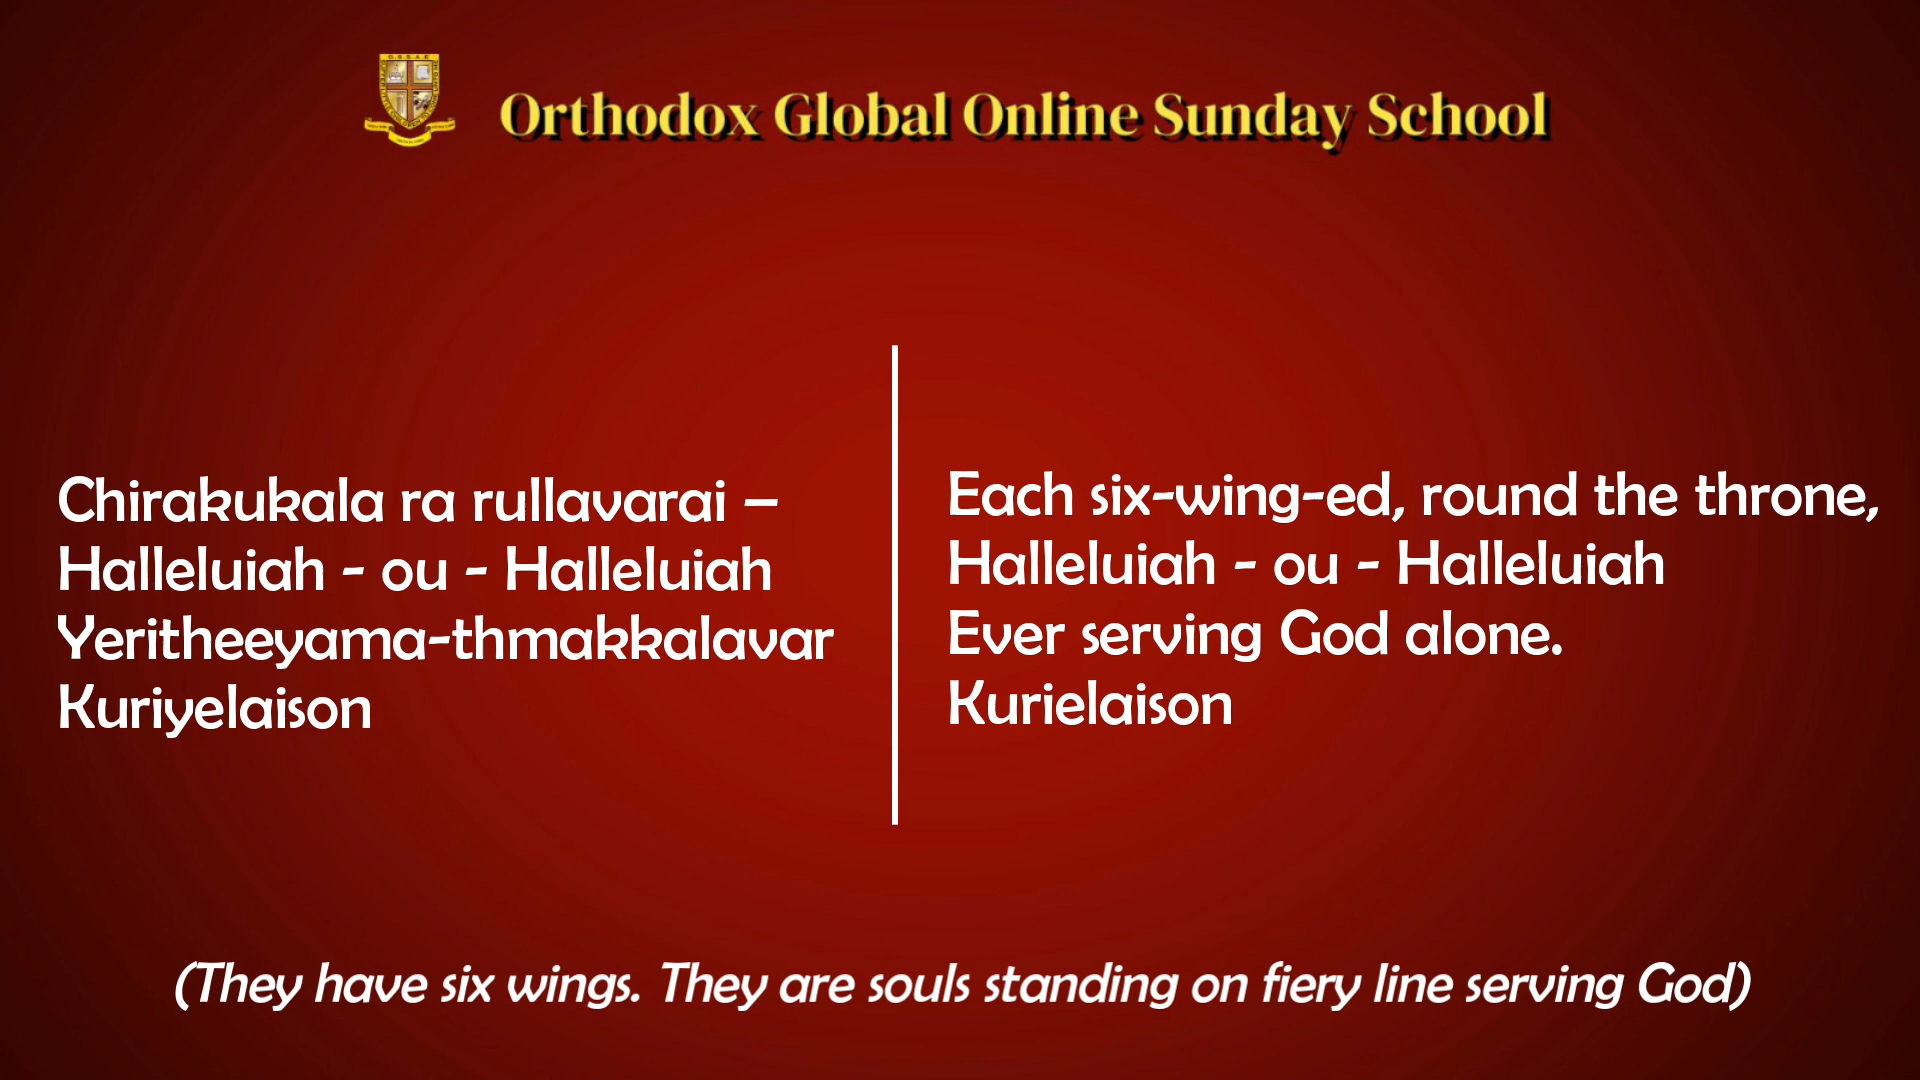 Orthodox Global Online Sunday School
Chirakukala ra rullavarai –
Halleluiah - ou - Halleluiah
Yeritheeyama-thmakkalavar
Kuriyelaison
Each six-wing-ed, round the throne,
Halleluiah - ou - Halleluiah
Ever serving God alone.
Kurielaison
(They have six wings. They are souls standing on fiery line serving God)